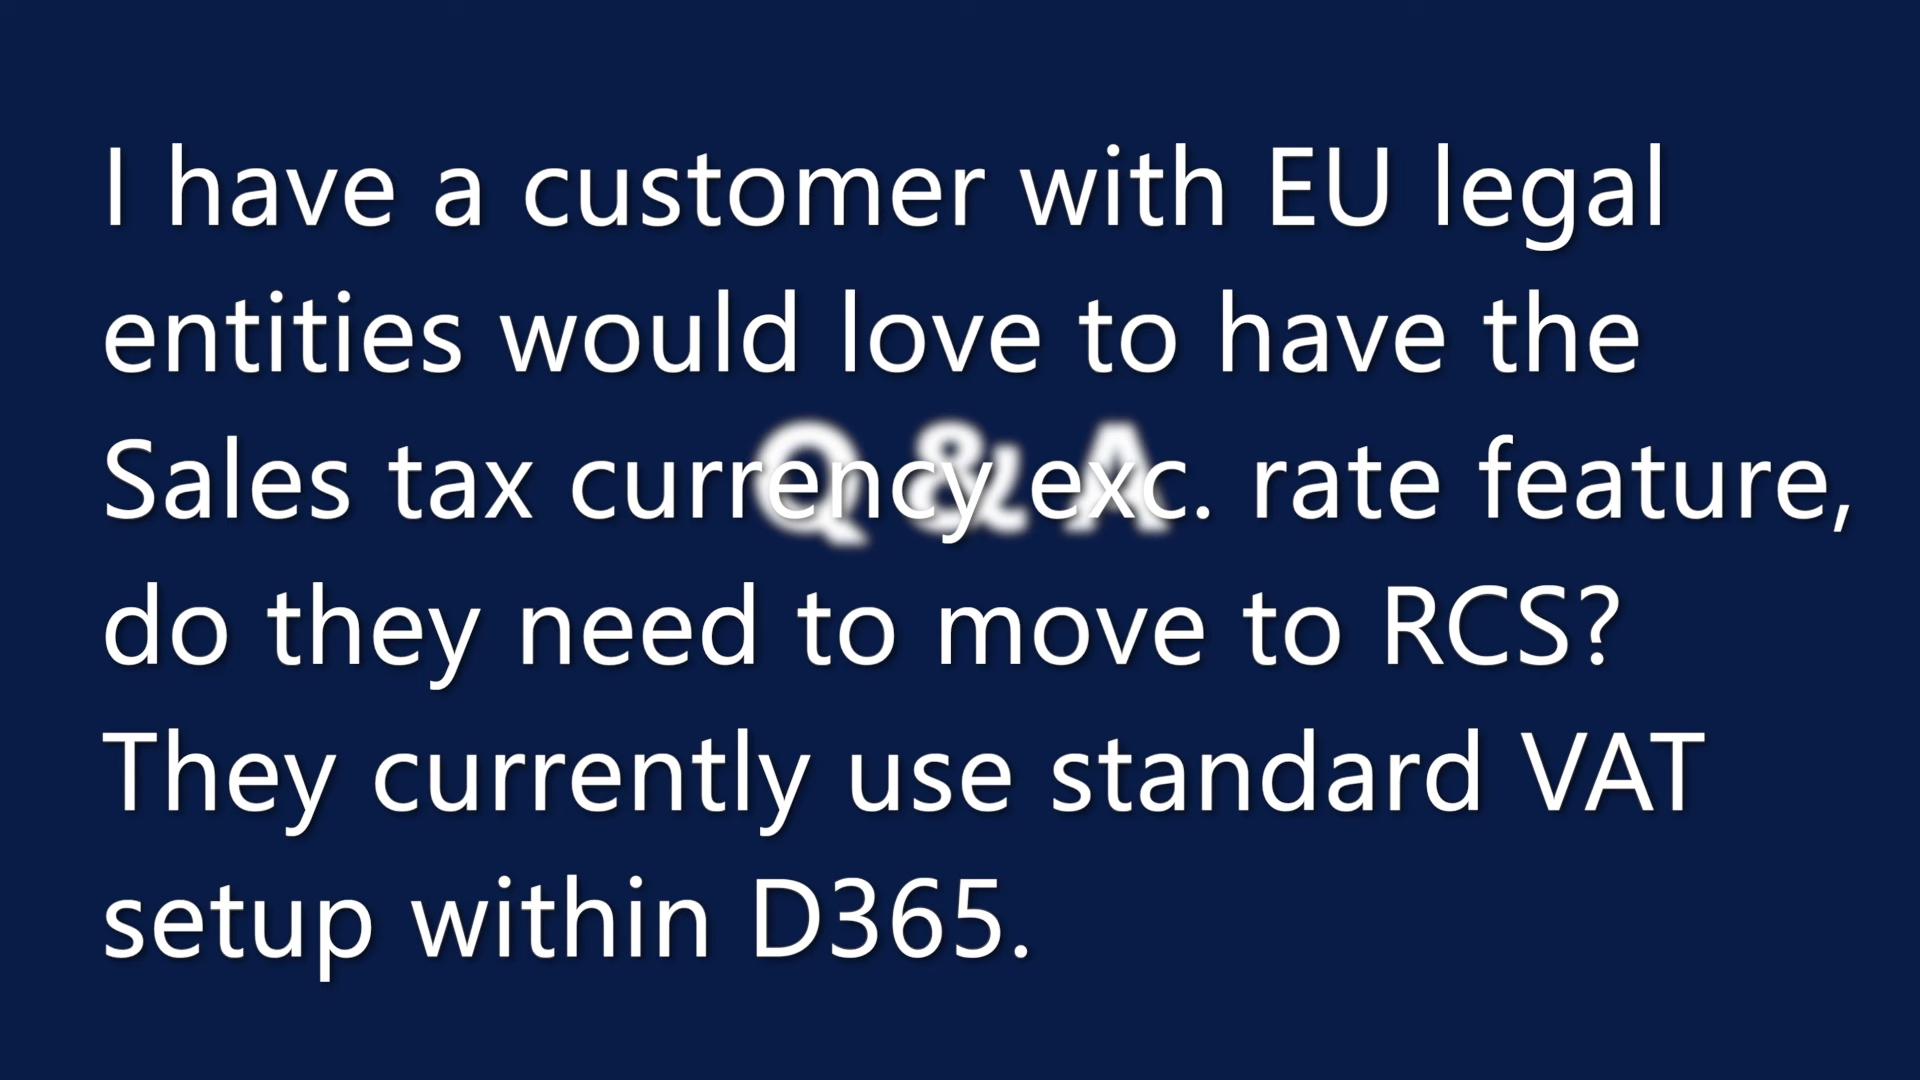 I have a customer with EU legal
entities would love to have the
Sales tax currency exc. rate feature,
Q & A
do they need to move to RCS?
They currently use standard VAT
setup within D365.